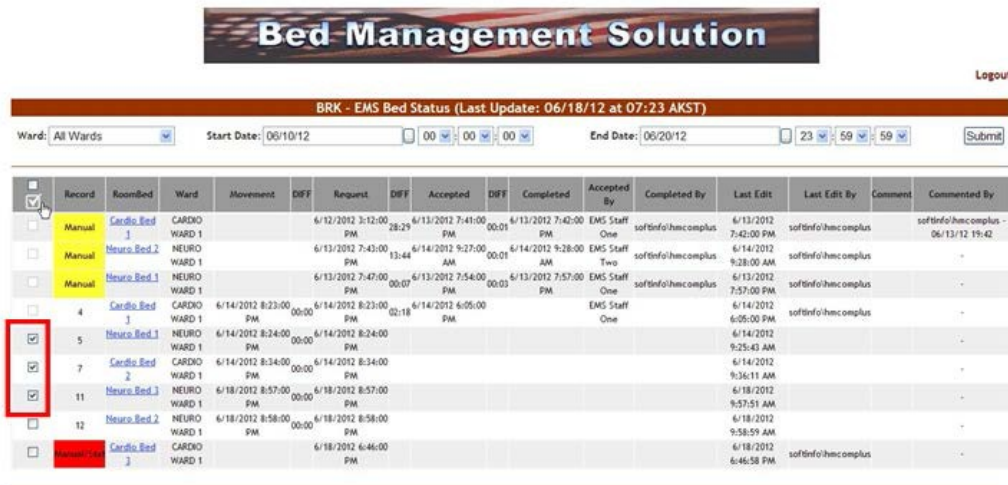 Bed Management Solution
Logout
BRK - EMS Bed Status (Last Update: 06/18/12 at 07:23 AKST)
Ward: All Wards Start Date: 06/10/12 00 : 00 : 00 End Date: 06/20/12 23 : 59 : 59 Submit
Record RoomBed Ward Movement DIFF Request DIFF Accepted DIFF Completed Accepted By Completed By Last Edit Last Edit By Comment Commented By
Manual Cardio Bed 1 CARDIO WARD 1 6/12/2012 3:12:00 PM 28:29 6/13/2012 7:41:00 PM 00:01 6/13/2012 7:42:00 PM EMS Staff One softinfo\hmcomplus 6/13/2012 7:42:00 PM softinfo\hmcomplus softinfo\hmcomplus - 06/13/12 19:42
Manual Neuro Bed 2 NEURO WARD 1 6/13/2012 7:43:00 PM 13:44 6/14/2012 9:27:00 AM 00:01 6/14/2012 9:28:00 AM EMS Staff Two softinfo\hmcomplus 6/14/2012 9:28:00 AM softinfo\hmcomplus -
Manual Neuro Bed 1 NEURO WARD 1 6/13/2012 7:47:00 PM 00:07 6/13/2012 7:54:00 PM 00:03 6/13/2012 7:57:00 PM EMS Staff One softinfo\hmcomplus 6/13/2012 7:57:00 PM softinfo\hmcomplus -
4 Cardio Bed 1 CARDIO WARD 1 6/14/2012 8:23:00 PM 00:00 6/14/2012 8:23:00 PM 02:18 6/14/2012 6:05:00 PM EMS Staff One 6/14/2012 6:05:00 PM softinfo\hmcomplus -
5 Neuro Bed 1 NEURO WARD 1 6/14/2012 8:24:00 PM 00:00 6/14/2012 8:24:00 PM 6/14/2012 9:25:43 AM -
7 Cardio Bed 2 CARDIO WARD 1 6/14/2012 8:34:00 PM 00:00 6/14/2012 8:34:00 PM 6/14/2012 9:36:11 AM -
11 Neuro Bed 3 NEURO WARD 1 6/18/2012 8:57:00 PM 00:00 6/18/2012 8:57:00 PM 6/18/2012 9:57:51 AM -
12 Neuro Bed 2 NEURO WARD 1 6/18/2012 8:58:00 PM 00:00 6/18/2012 8:58:00 PM 6/18/2012 9:58:59 AM -
Cardio Bed 3 CARDIO WARD 1 6/18/2012 6:46:00 PM 6/18/2012 6:46:58 PM softinfo\hmcomplus -